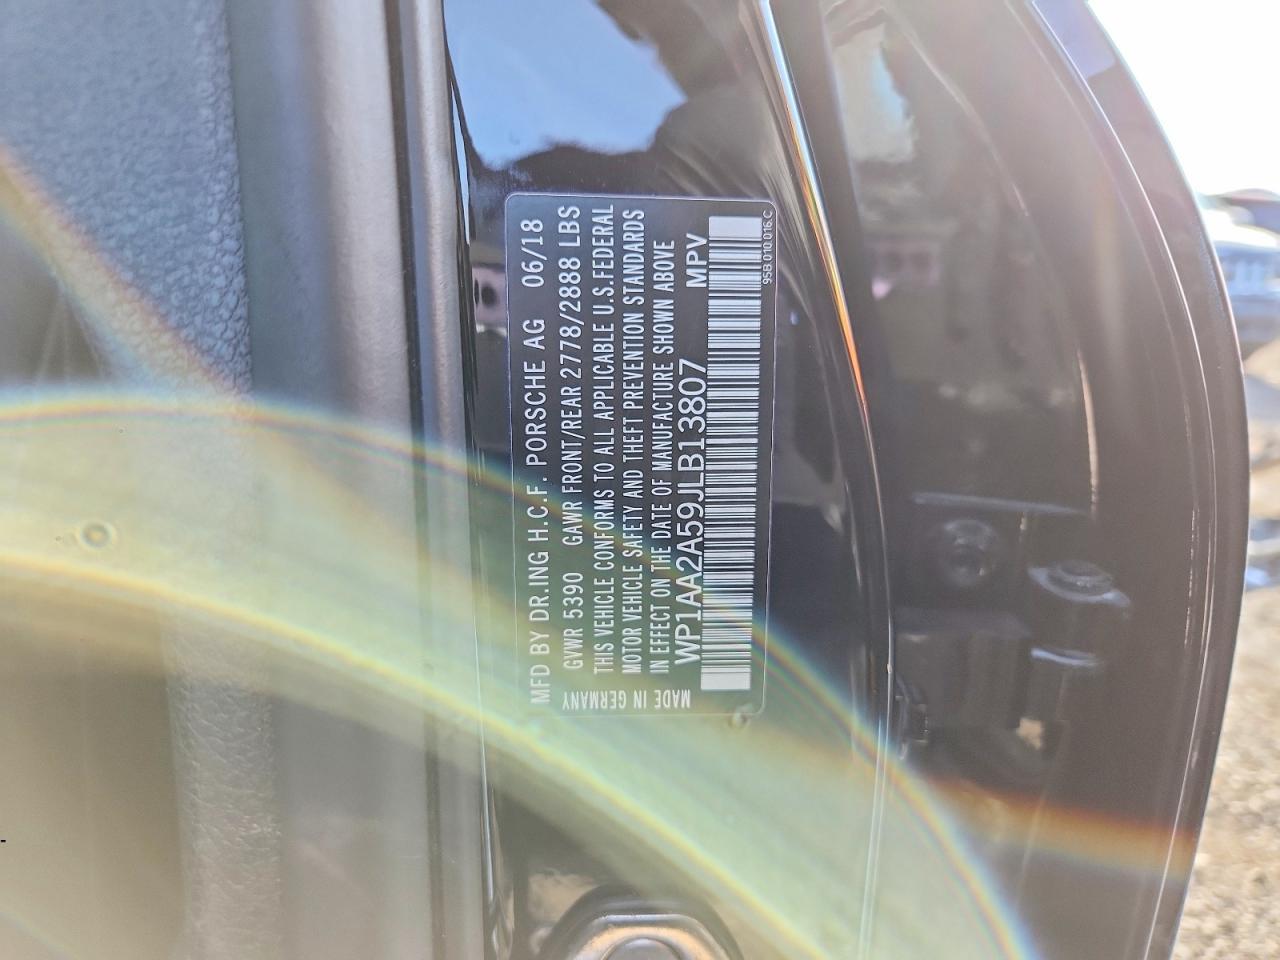 MFD BY DR.ING H.C.F. PORSCHE AG 06/18
GVWR 5390 GAWR FRONT/REAR 2778/2888 LBS
THIS VEHICLE CONFORMS TO ALL APPLICABLE U.S.FEDERAL
MOTOR VEHICLE SAFETY AND THEFT PREVENTION STANDARDS
IN EFFECT ON THE DATE OF MANUFACTURE SHOWN ABOVE
WP1AA2A59JLB13807 MPV
95B 010 016 C
MADE IN GERMANY